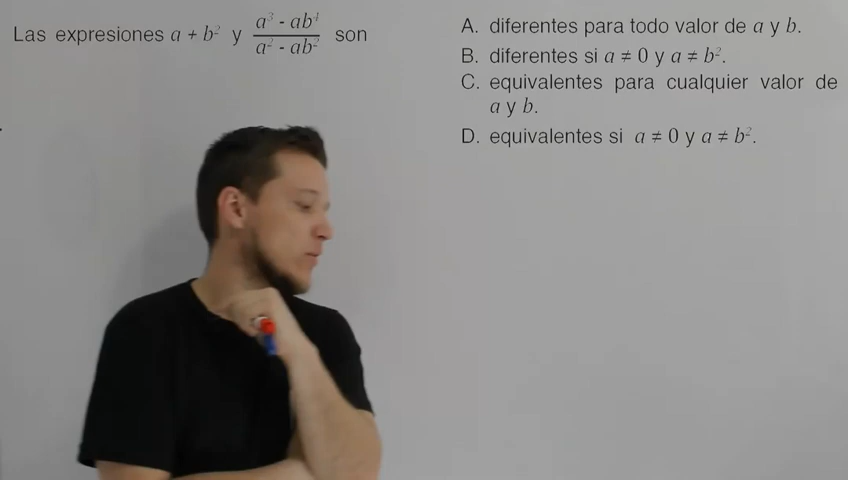 Las expresiones a + b² y (a³ - ab⁴)/(a² - ab²) son
A. diferentes para todo valor de a y b.
B. diferentes si a ≠ 0 y a ≠ b².
C. equivalentes para cualquier valor de
a y b.
D. equivalentes si a ≠ 0 y a ≠ b².